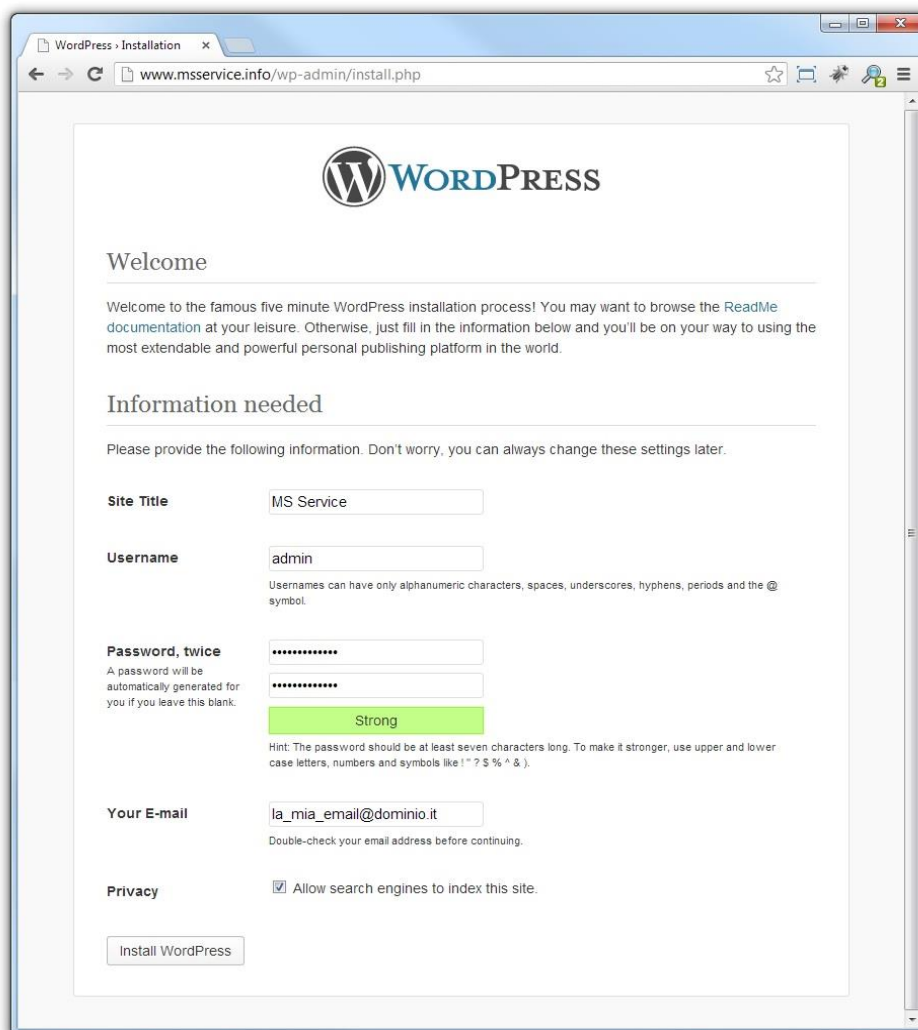 WordPress › Installation
www.msservice.info/wp-admin/install.php
2
WORDPRESS
Welcome
Welcome to the famous five minute WordPress installation process! You may want to browse the ReadMe
documentation at your leisure. Otherwise, just fill in the information below and you'll be on your way to using the
most extendable and powerful personal publishing platform in the world.
Information needed
Please provide the following information. Don't worry, you can always change these settings later.
Site Title MS Service
Username admin
Usernames can have only alphanumeric characters, spaces, underscores, hyphens, periods and the @
symbol.
Password, twice •••••••••••••
A password will be
automatically generated for
you if you leave this blank.
•••••••••••••
Strong
Hint: The password should be at least seven characters long. To make it stronger, use upper and lower
case letters, numbers and symbols like ! " ? $ % ^ & ).
Your E-mail la_mia_email@dominio.it
Double-check your email address before continuing.
Privacy Allow search engines to index this site.
Install WordPress